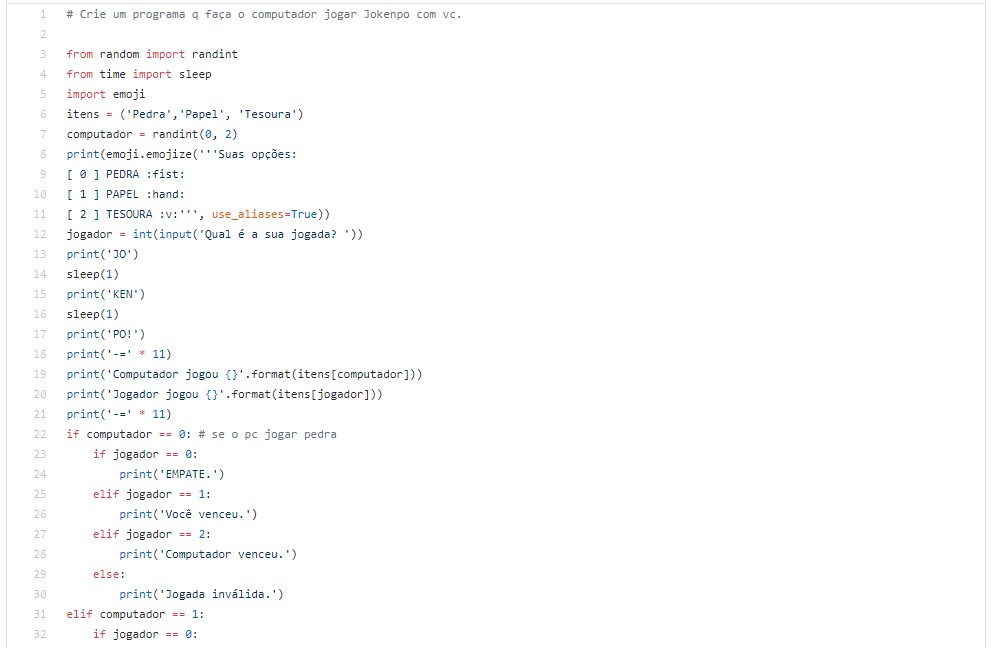 1 # Crie um programa q faça o computador jogar Jokenpo com vc.
2
3 from random import randint
4 from time import sleep
5 import emoji
6 itens = ('Pedra','Papel', 'Tesoura')
7 computador = randint(0, 2)
8 print(emoji.emojize('''Suas opções:
9 [ 0 ] PEDRA :fist:
10 [ 1 ] PAPEL :hand:
11 [ 2 ] TESOURA :v:''', use_aliases=True))
12 jogador = int(input('Qual é a sua jogada? '))
13 print('JO')
14 sleep(1)
15 print('KEN')
16 sleep(1)
17 print('PO!')
18 print('-=' * 11)
19 print('Computador jogou {}'.format(itens[computador]))
20 print('Jogador jogou {}'.format(itens[jogador]))
21 print('-=' * 11)
22 if computador == 0: # se o pc jogar pedra
23     if jogador == 0:
24         print('EMPATE.')
25     elif jogador == 1:
26         print('Você venceu.')
27     elif jogador == 2:
28         print('Computador venceu.')
29     else:
30         print('Jogada inválida.')
31 elif computador == 1:
32     if jogador == 0: